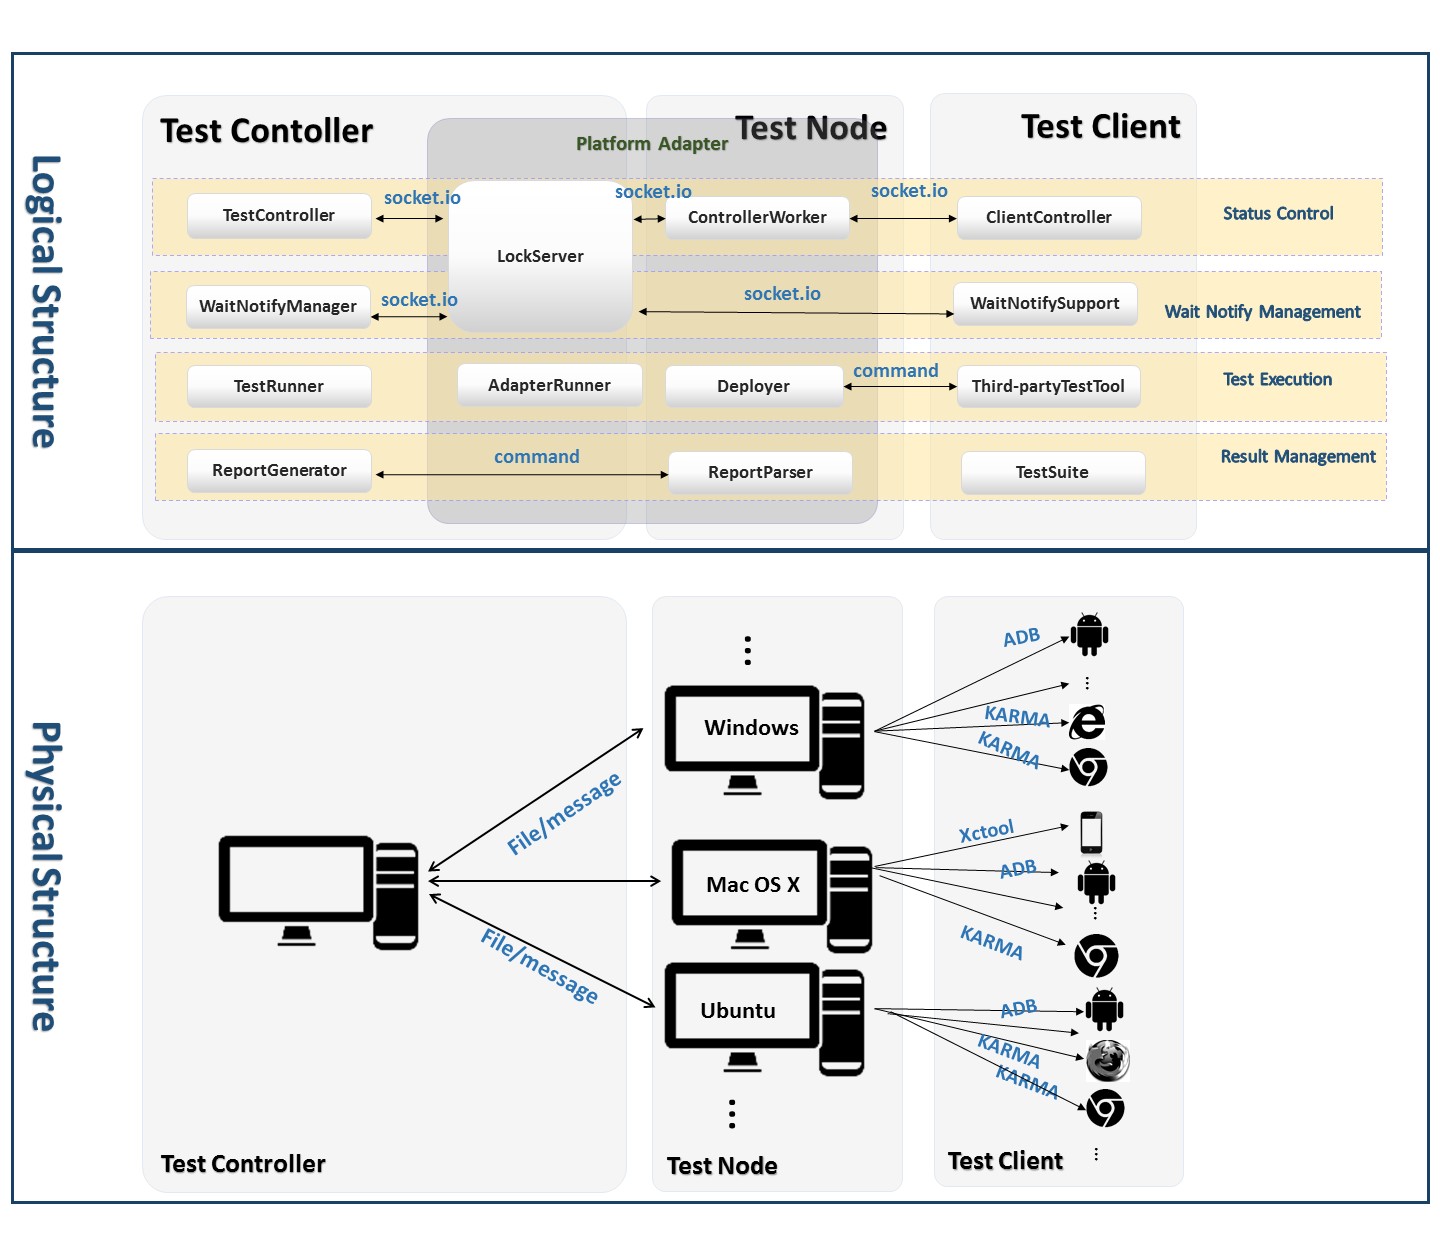 Logical Structure
Test Contoller
Platform Adapter
Test Node
Test Client
TestController
socket.io
LockServer
socket.io
ControllerWorker
socket.io
ClientController
Status Control
WaitNotifyManager
socket.io
socket.io
WaitNotifySupport
Wait Notify Management
TestRunner
AdapterRunner
Deployer
command
Third-partyTestTool
Test Execution
ReportGenerator
command
ReportParser
TestSuite
Result Management
Physical Structure
File/message
File/message
Windows
Mac OS X
Ubuntu
ADB
KARMA
KARMA
Xctool
ADB
KARMA
ADB
KARMA
KARMA
Test Controller
Test Node
Test Client